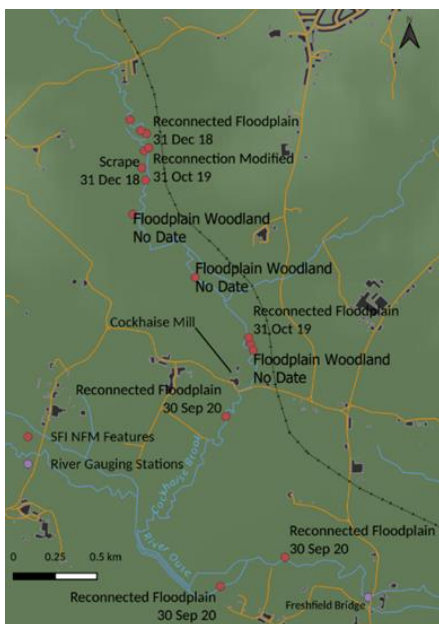 N
Reconnected Floodplain
31 Dec 18
Scrape
31 Dec 18
Reconnection Modified
31 Oct 19
Floodplain Woodland
No Date
Floodplain Woodland
No Date
Reconnected Floodplain
31 Oct 19
Cockhaise Mill
Floodplain Woodland
No Date
Reconnected Floodplain
30 Sep 20
SFI NFM Features
River Gauging Stations
Cockhaise Brook
River Ouse
0 0.25 0.5 km
Reconnected Floodplain
30 Sep 20
Reconnected Floodplain
30 Sep 20
Freshfield Bridge